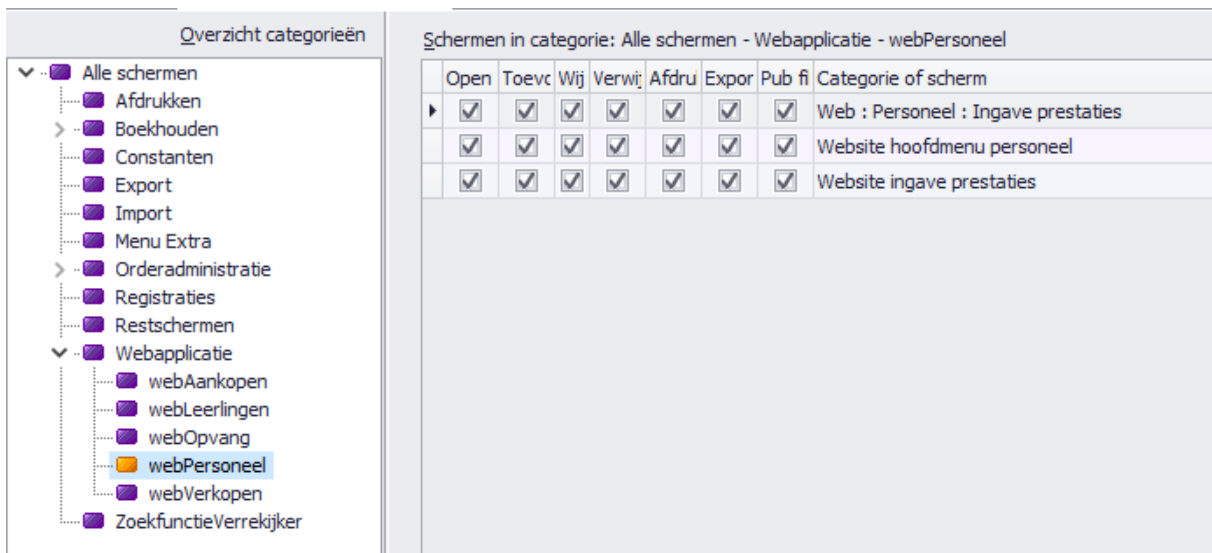 Overzicht categorieën
Alle schermen
Afdrukken
Boekhouden
Constanten
Export
Import
Menu Extra
Orderadministratie
Registraties
Restschermen
Webapplicatie
webAankopen
webLeerlingen
webOpvang
webPersoneel
webVerkopen
ZoekfunctieVerrekijker
Schermen in categorie: Alle schermen - Webapplicatie - webPersoneel
Open Toevc Wij Verwij Afdrul Expor Pub fi Categorie of scherm
Web : Personeel : Ingave prestaties
Website hoofdmenu personeel
Website ingave prestaties